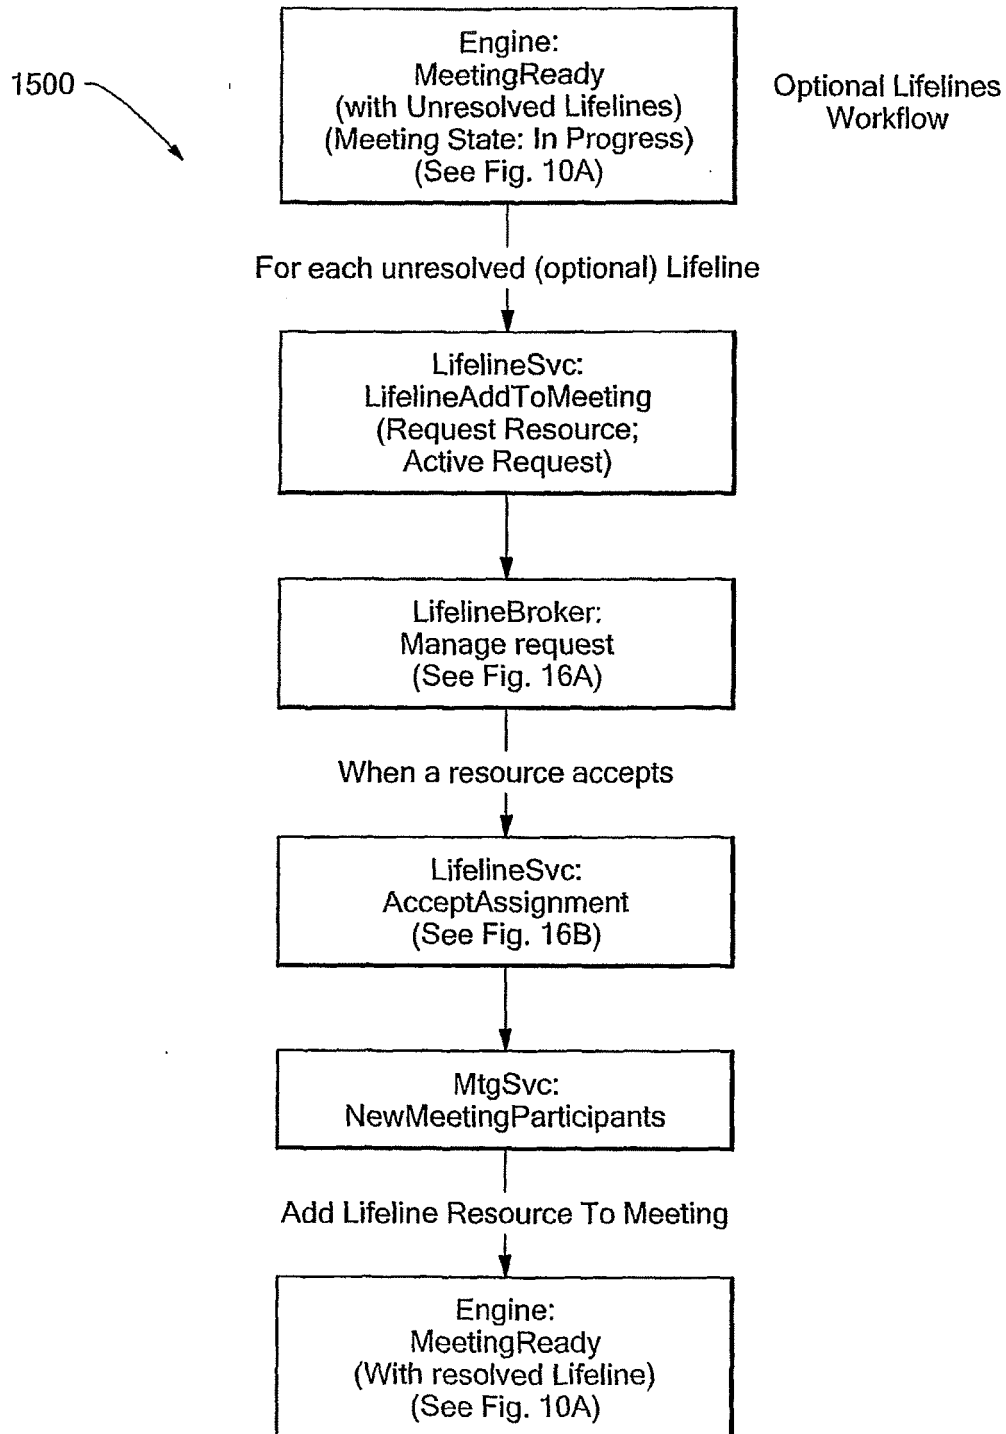 1500
Engine:
MeetingReady
(with Unresolved Lifelines)
(Meeting State: In Progress)
(See Fig. 10A)
Optional Lifelines
Workflow
For each unresolved (optional) Lifeline
LifelineSvc:
LifelineAddToMeeting
(Request Resource;
Active Request)
LifelineBroker:
Manage request
(See Fig. 16A)
When a resource accepts
LifelineSvc:
AcceptAssignment
(See Fig. 16B)
MtgSvc:
NewMeetingParticipants
Add Lifeline Resource To Meeting
Engine:
MeetingReady
(With resolved Lifeline)
(See Fig. 10A)